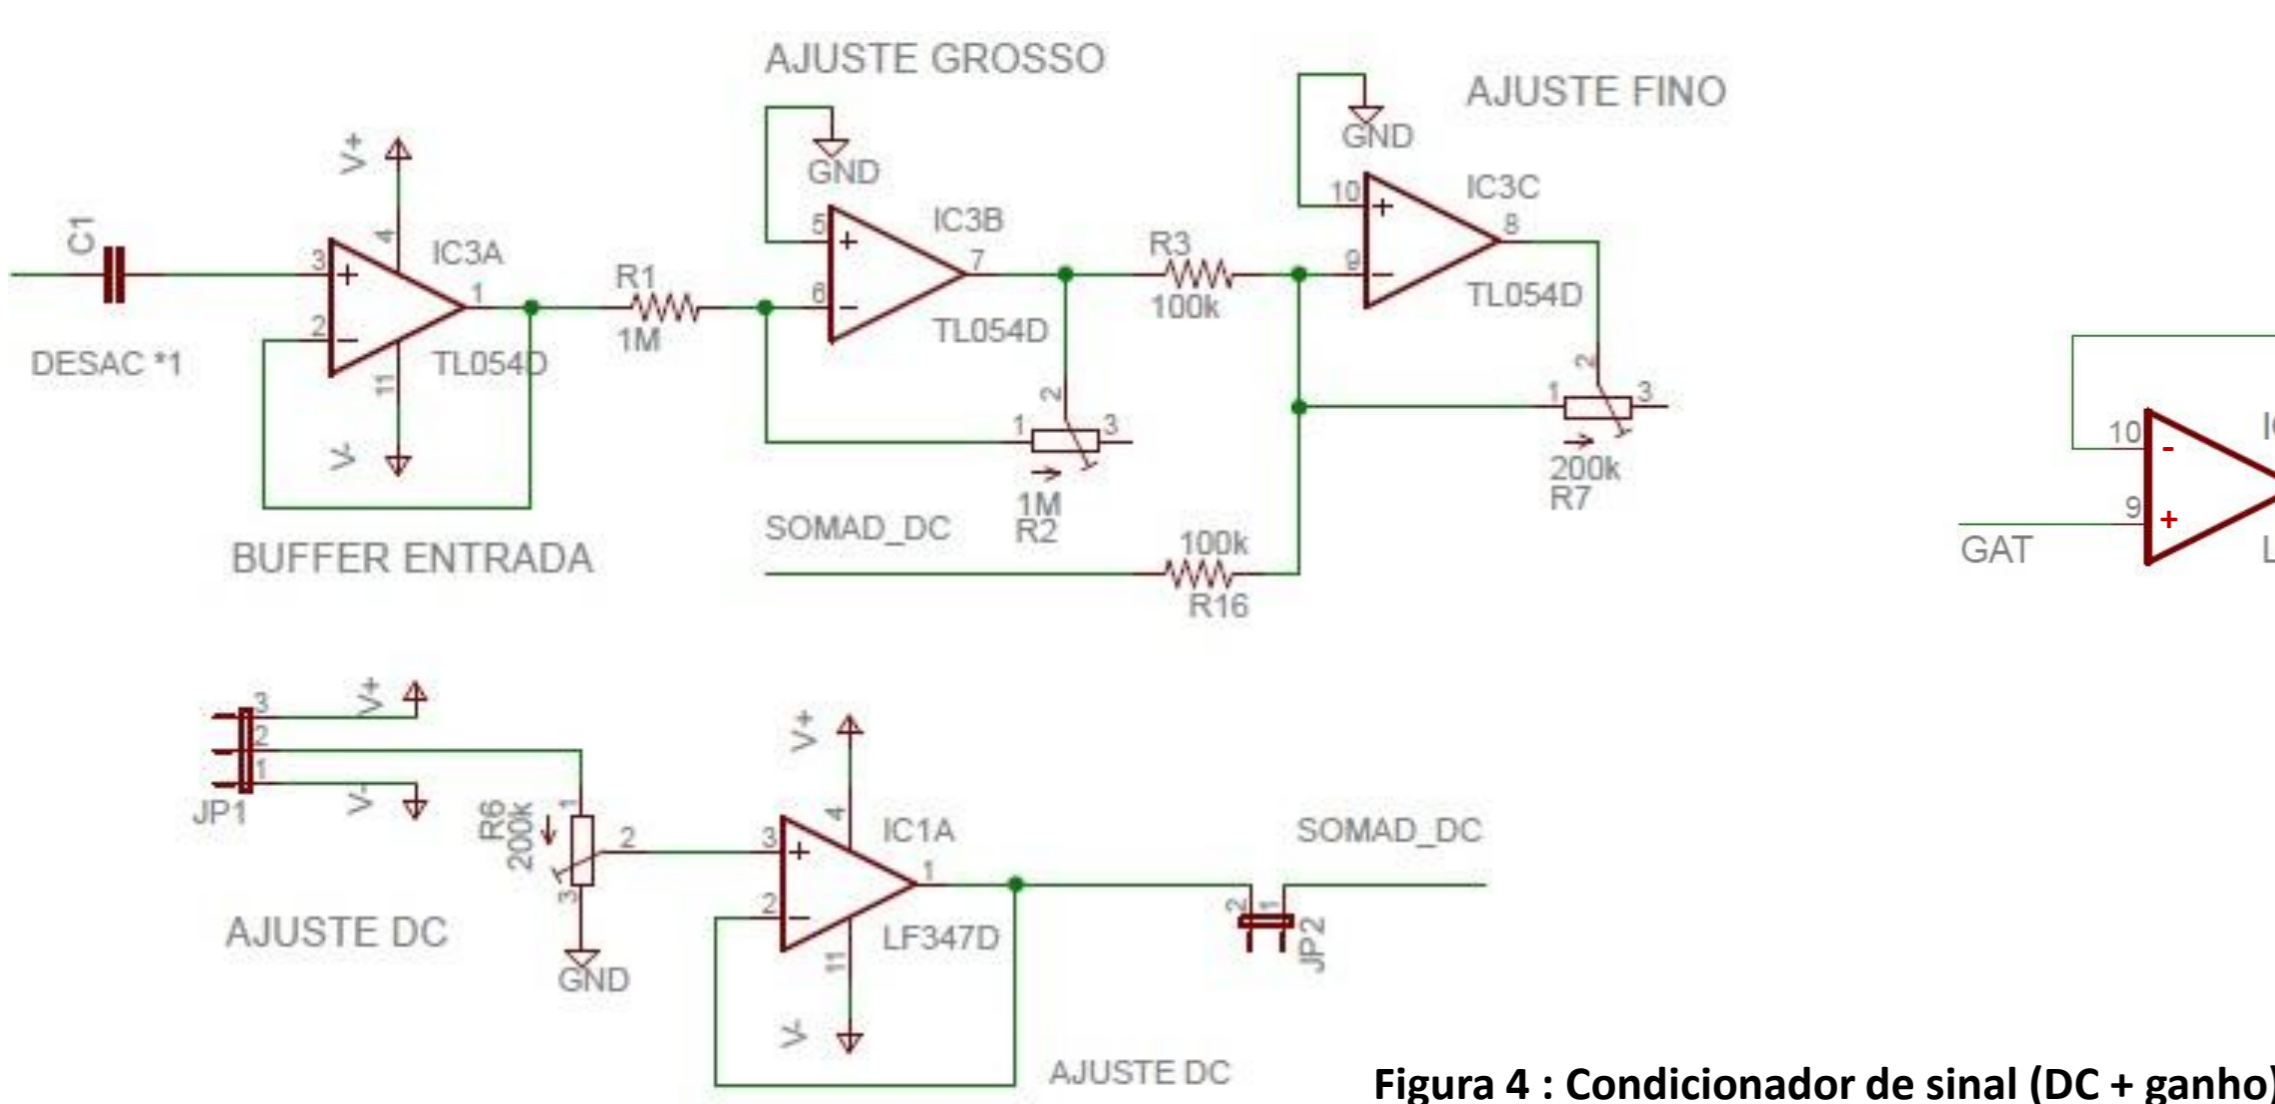 AJUSTE GROSSO
AJUSTE FINO
GND
GND
V+
C1
3
4
IC3A
1
2
11
TL054D
V-
DESAC *1
BUFFER ENTRADA
R1
1M
5
+
6
-
IC3B
7
TL054D
R3
100k
10
+
9
-
IC3C
8
TL054D
1
2
3
1M
R2
1
2
3
200k
R7
SOMAD_DC
100k
R16
10
-
9
+
GAT
JP1
3
2
1
V+
V-
R6
200k
1
2
3
GND
AJUSTE DC
V+
3
+
2
-
4
11
IC1A
1
LF347D
V-
AJUSTE DC
SOMAD_DC
2
1
JP2
Figura 4 : Condicionador de sinal (DC + ganho)